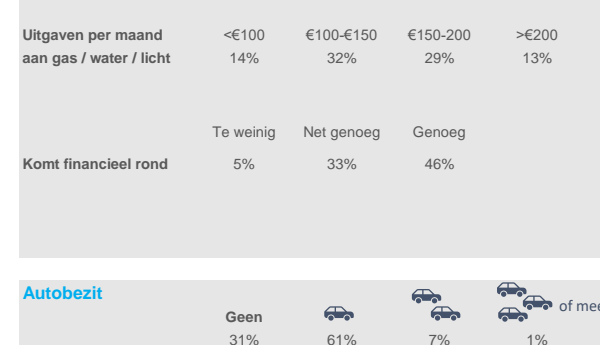 Uitgaven per maand <€100 €100-€150 €150-200 >€200
aan gas / water / licht 14% 32% 29% 13%
Te weinig Net genoeg Genoeg
Komt financieel rond 5% 33% 46%
Autobezit
of mee
Geen
31% 61% 7% 1%